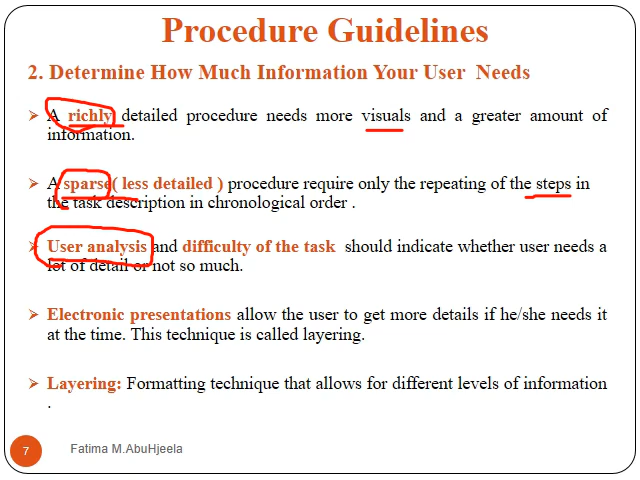 Procedure Guidelines
2. Determine How Much Information Your User Needs
A richly detailed procedure needs more visuals and a greater amount of
information.
A sparse( less detailed ) procedure require only the repeating of the steps in
the task description in chronological order .
User analysis and difficulty of the task should indicate whether user needs a
lot of detail or not so much.
Electronic presentations allow the user to get more details if he/she needs it
at the time. This technique is called layering.
Layering: Formatting technique that allows for different levels of information
.
7 Fatima M.AbuHjeela